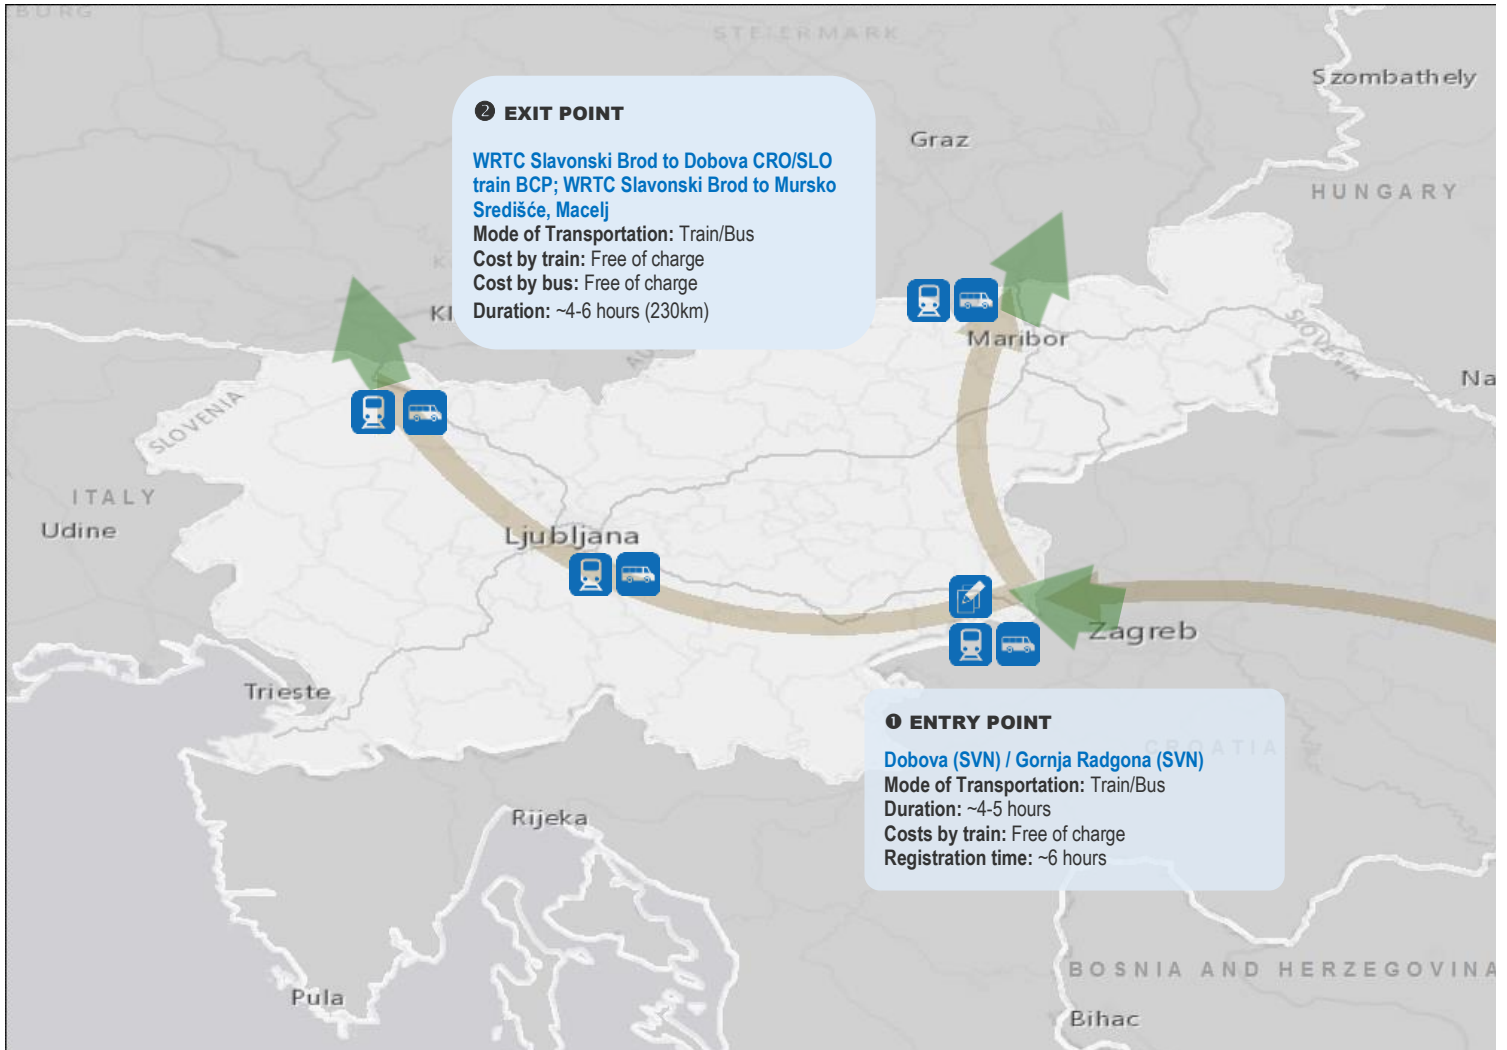 ZBURG
STEIERMARK
Szombathely
❷ EXIT POINT
WRTC Slavonski Brod to Dobova CRO/SLO
train BCP; WRTC Slavonski Brod to Mursko
Središće, Macelj
Mode of Transportation: Train/Bus
Cost by train: Free of charge
Cost by bus: Free of charge
Duration: ~4-6 hours (230km)
Graz
HUNGARY
Kl
Maribor
SLOVENIA
Na
SLOVENIA
ITALY
Udine
Ljubljana
Zagreb
Trieste
❶ ENTRY POINT
CROATIA
Dobova (SVN) / Gornja Radgona (SVN)
Mode of Transportation: Train/Bus
Duration: ~4-5 hours
Costs by train: Free of charge
Registration time: ~6 hours
Rijeka
BOSNIA AND HERZEGOVINA
Pula
Bihac